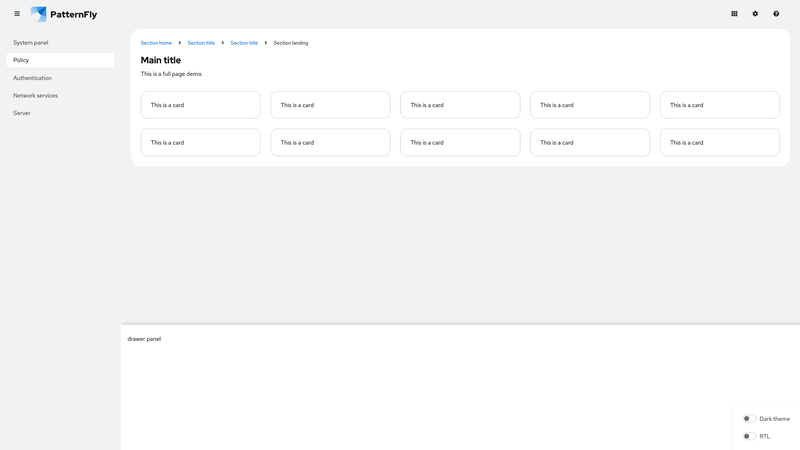 PatternFly
System panel
Policy
Authentication
Network services
Server
Section home Section title Section title Section landing
Main title
This is a full page demo.
This is a card This is a card This is a card This is a card This is a card
This is a card This is a card This is a card This is a card This is a card
drawer panel
Dark theme
RTL